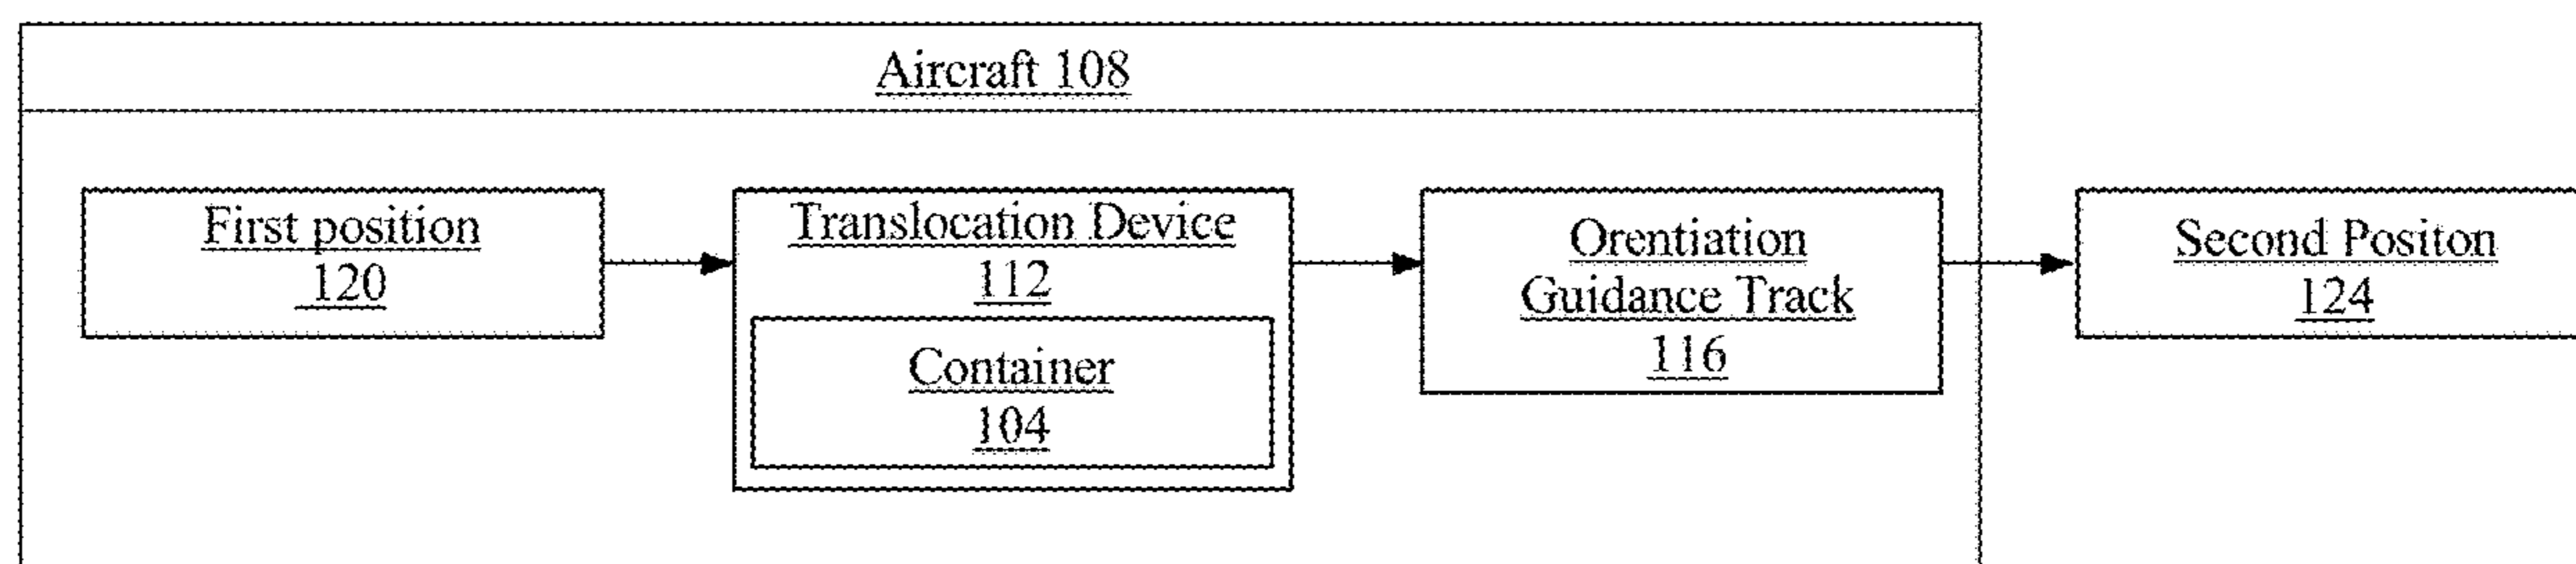 Aircraft 108
First position
120
Translocation Device
112
Container
104
Orentiation
Guidance Track
116
Second Positon
124